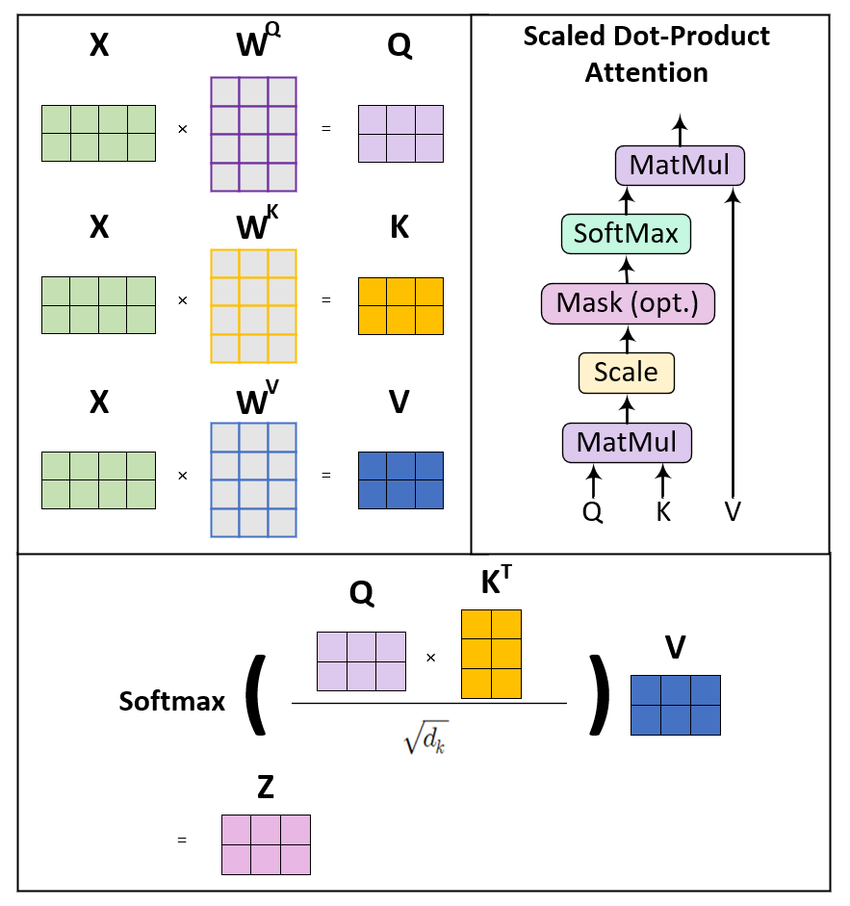 X W^Q Q
× =
X W^K K
× =
X W^V V
× =
Scaled Dot-Product
Attention
MatMul
SoftMax
Mask (opt.)
Scale
MatMul
Q K V
Q K^T
×
V
Softmax ( )
√d_k
Z
=